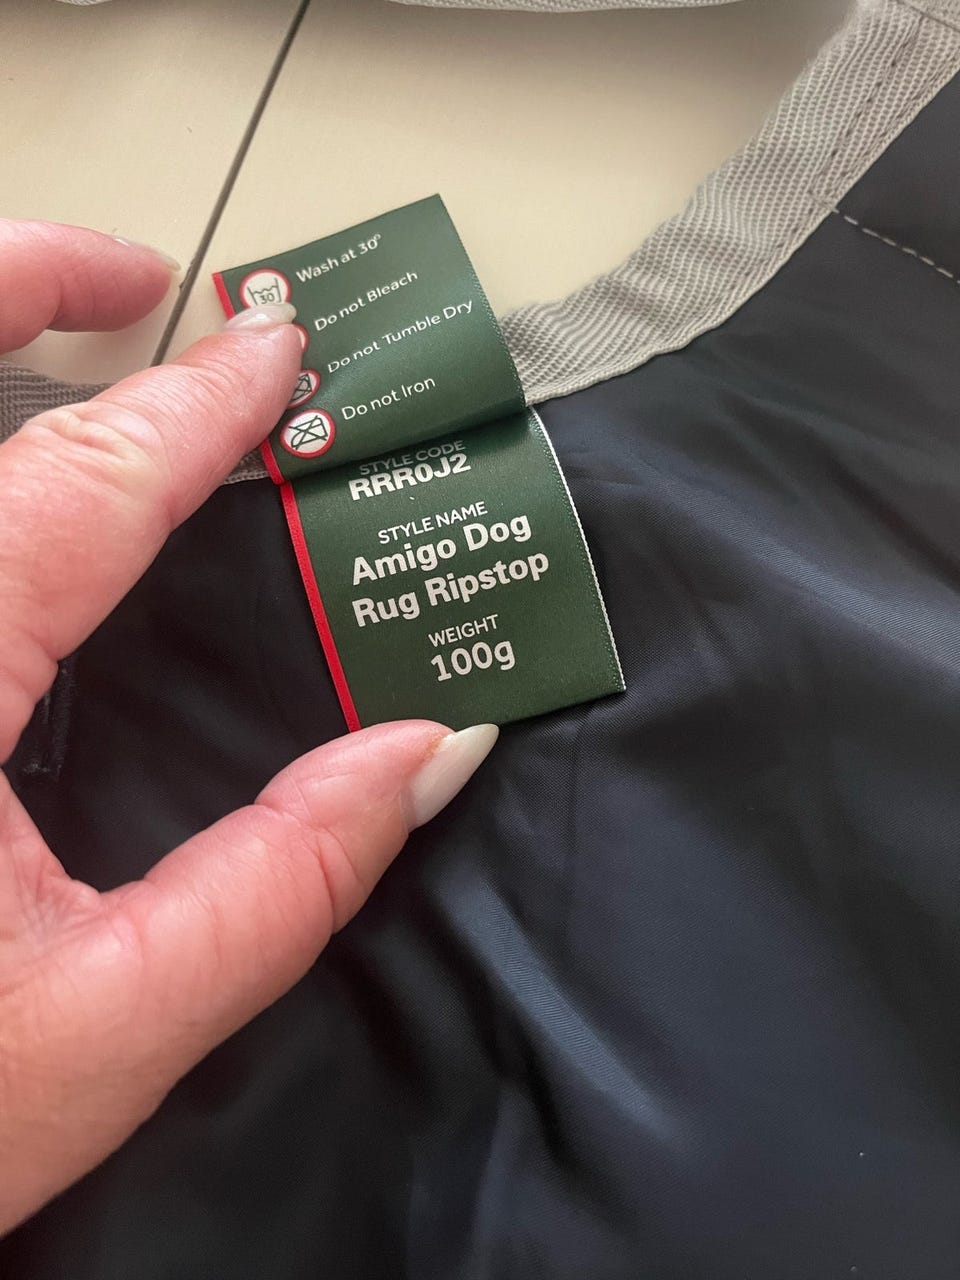 Wash at 30°
30
Do not Bleach
Do not Tumble Dry
Do not Iron
STYLE CODE
RRR0J2
STYLE NAME
Amigo Dog
Rug Ripstop
WEIGHT
100g